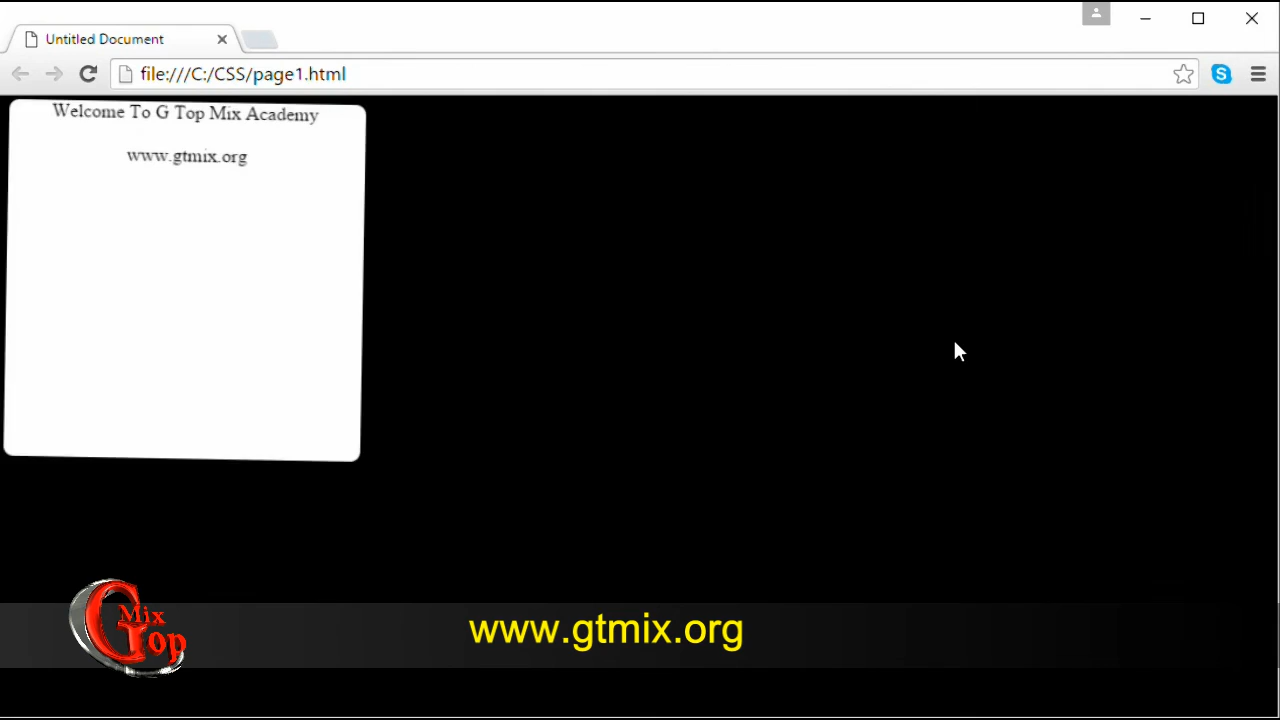 Untitled Document
file:///C:/CSS/page1.html
Welcome To G Top Mix Academy
www.gtmix.org
G Mix Top
www.gtmix.org